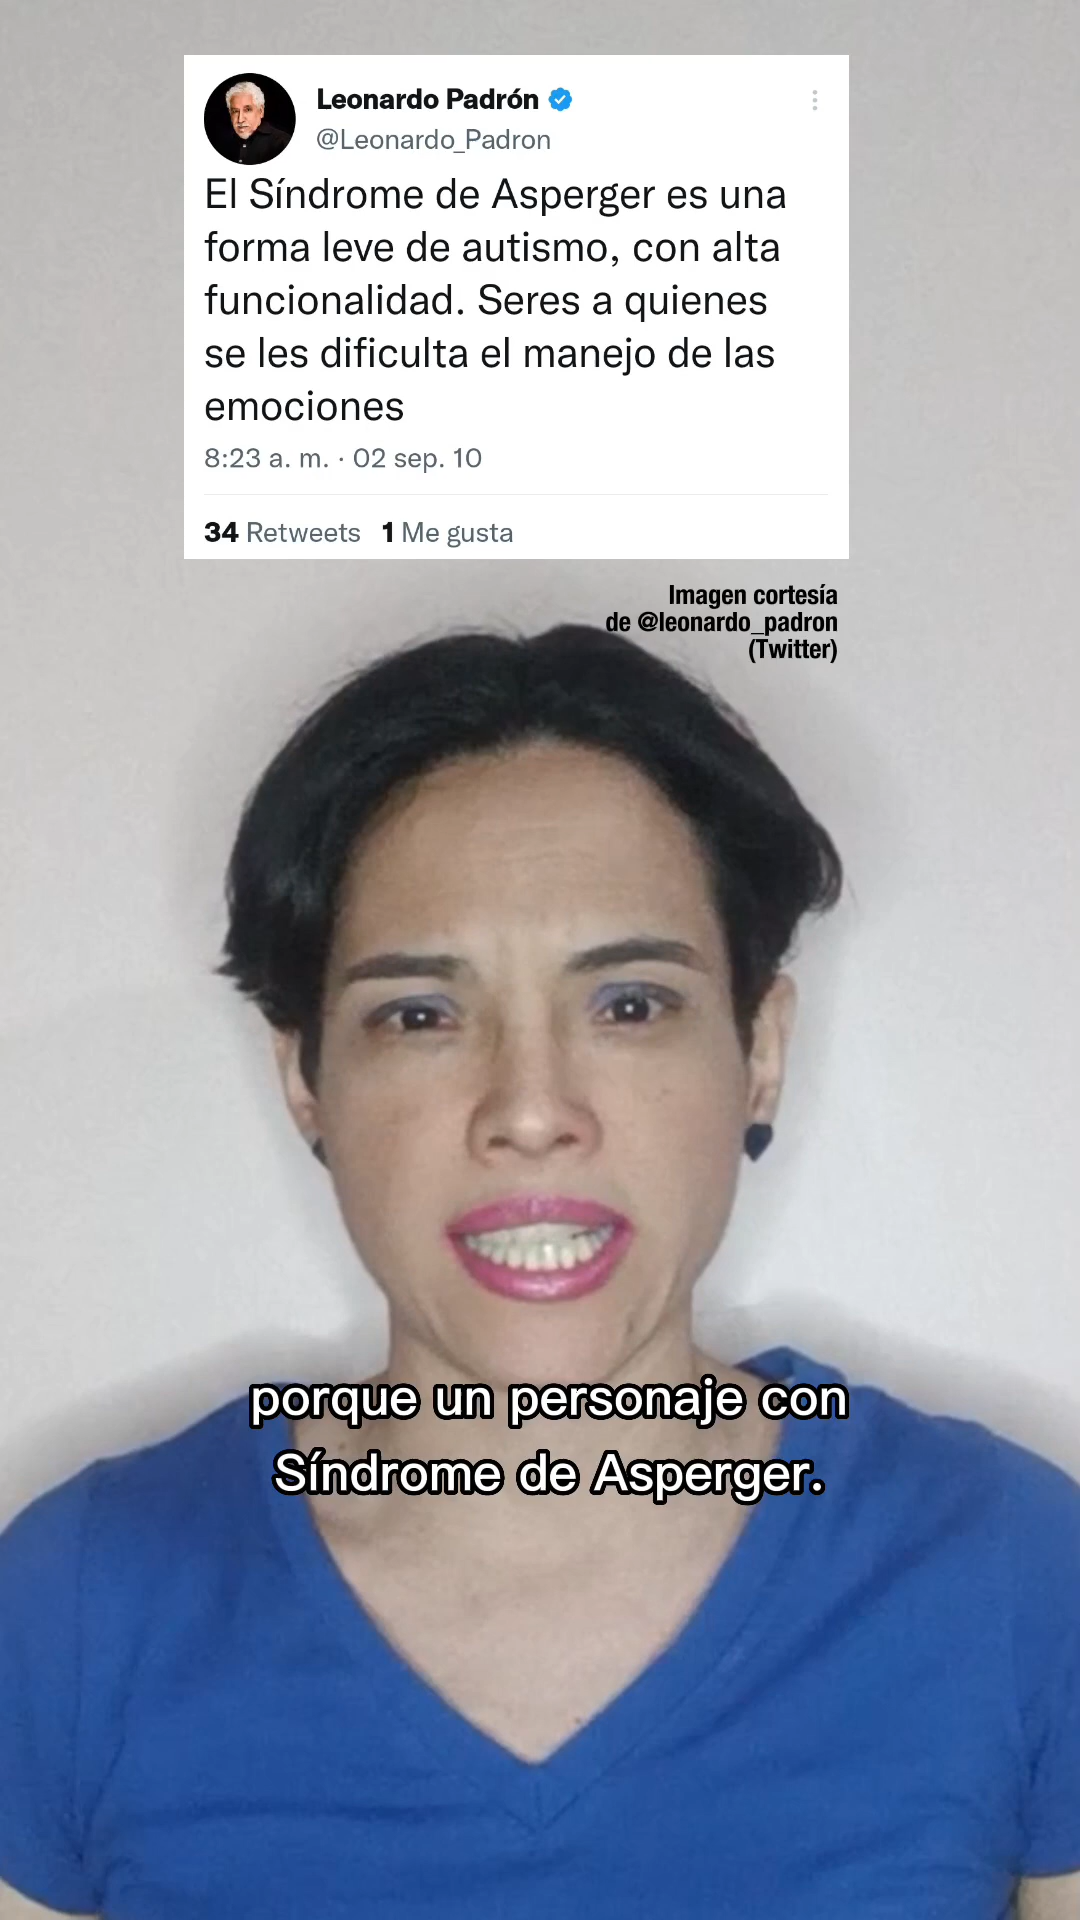 Leonardo Padrón
@Leonardo_Padron
El Síndrome de Asperger es una
forma leve de autismo, con alta
funcionalidad. Seres a quienes
se les dificulta el manejo de las
emociones
8:23 a. m. · 02 sep. 10
34 Retweets 1 Me gusta
Imagen cortesía
de @leonardo_padron
(Twitter)
porque un personaje con
Síndrome de Asperger.